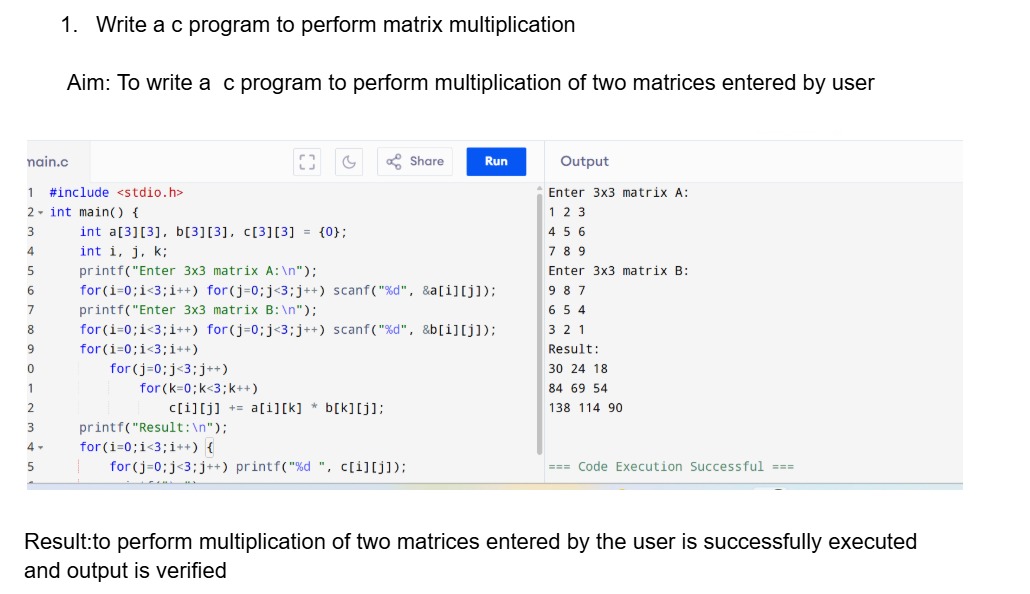 1. Write a c program to perform matrix multiplication
Aim: To write a c program to perform multiplication of two matrices entered by user
main.c
Share
Run
Output
1 #include <stdio.h>
2 int main() {
3 int a[3][3], b[3][3], c[3][3] = {0};
4 int i, j, k;
5 printf("Enter 3x3 matrix A:\n");
6 for(i=0;i<3;i++) for(j=0;j<3;j++) scanf("%d", &a[i][j]);
7 printf("Enter 3x3 matrix B:\n");
8 for(i=0;i<3;i++) for(j=0;j<3;j++) scanf("%d", &b[i][j]);
9 for(i=0;i<3;i++)
0 for(j=0;j<3;j++)
1 for(k=0;k<3;k++)
2 c[i][j] += a[i][k] * b[k][j];
3 printf("Result:\n");
4 for(i=0;i<3;i++) {
5 for(j=0;j<3;j++) printf("%d ", c[i][j]);
Enter 3x3 matrix A:
1 2 3
4 5 6
7 8 9
Enter 3x3 matrix B:
9 8 7
6 5 4
3 2 1
Result:
30 24 18
84 69 54
138 114 90
=== Code Execution Successful ===
Result:to perform multiplication of two matrices entered by the user is successfully executed
and output is verified